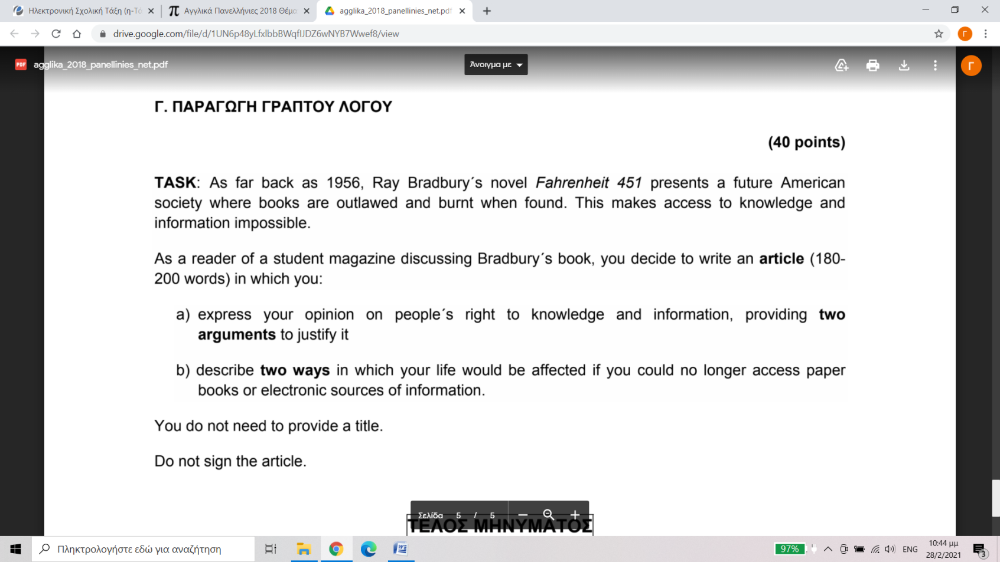 Ηλεκτρονική Σχολική Τάξη (η-Τά
Αγγλικά Πανελλήνιες 2018 Θέμα
agglika_2018_panellinies_net.pdf
drive.google.com/file/d/1UN6p48yLfxlbbBWqflJDZ6wNYB7Wwef8/view
Γ
PDF agglika_2018_panellinies_net.pdf
Άνοιγμα με
Γ
Γ. ΠΑΡΑΓΩΓΗ ΓΡΑΠΤΟΥ ΛΟΓΟΥ
(40 points)
TASK: As far back as 1956, Ray Bradbury´s novel Fahrenheit 451 presents a future American
society where books are outlawed and burnt when found. This makes access to knowledge and
information impossible.
As a reader of a student magazine discussing Bradbury´s book, you decide to write an article (180-
200 words) in which you:
a) express your opinion on people´s right to knowledge and information, providing two
arguments to justify it
b) describe two ways in which your life would be affected if you could no longer access paper
books or electronic sources of information.
You do not need to provide a title.
Do not sign the article.
Σελίδα 5 / 5
ΤΕΛΟΣ ΜΗΝΥΜΑΤΟΣ
Πληκτρολογήστε εδώ για αναζήτηση
97%
ENG
10:44 μμ
28/2/2021
3